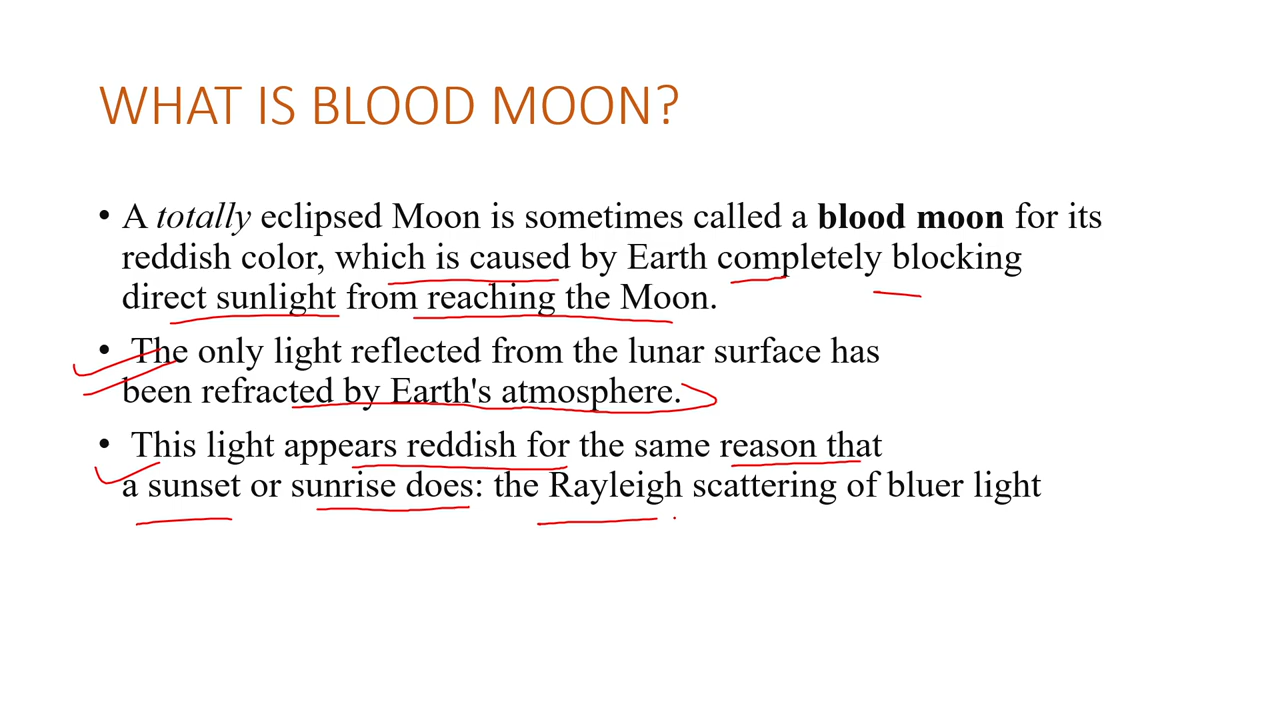 WHAT IS BLOOD MOON?
• A totally eclipsed Moon is sometimes called a blood moon for its
reddish color, which is caused by Earth completely blocking
direct sunlight from reaching the Moon.
• The only light reflected from the lunar surface has
been refracted by Earth's atmosphere.
• This light appears reddish for the same reason that
a sunset or sunrise does: the Rayleigh scattering of bluer light